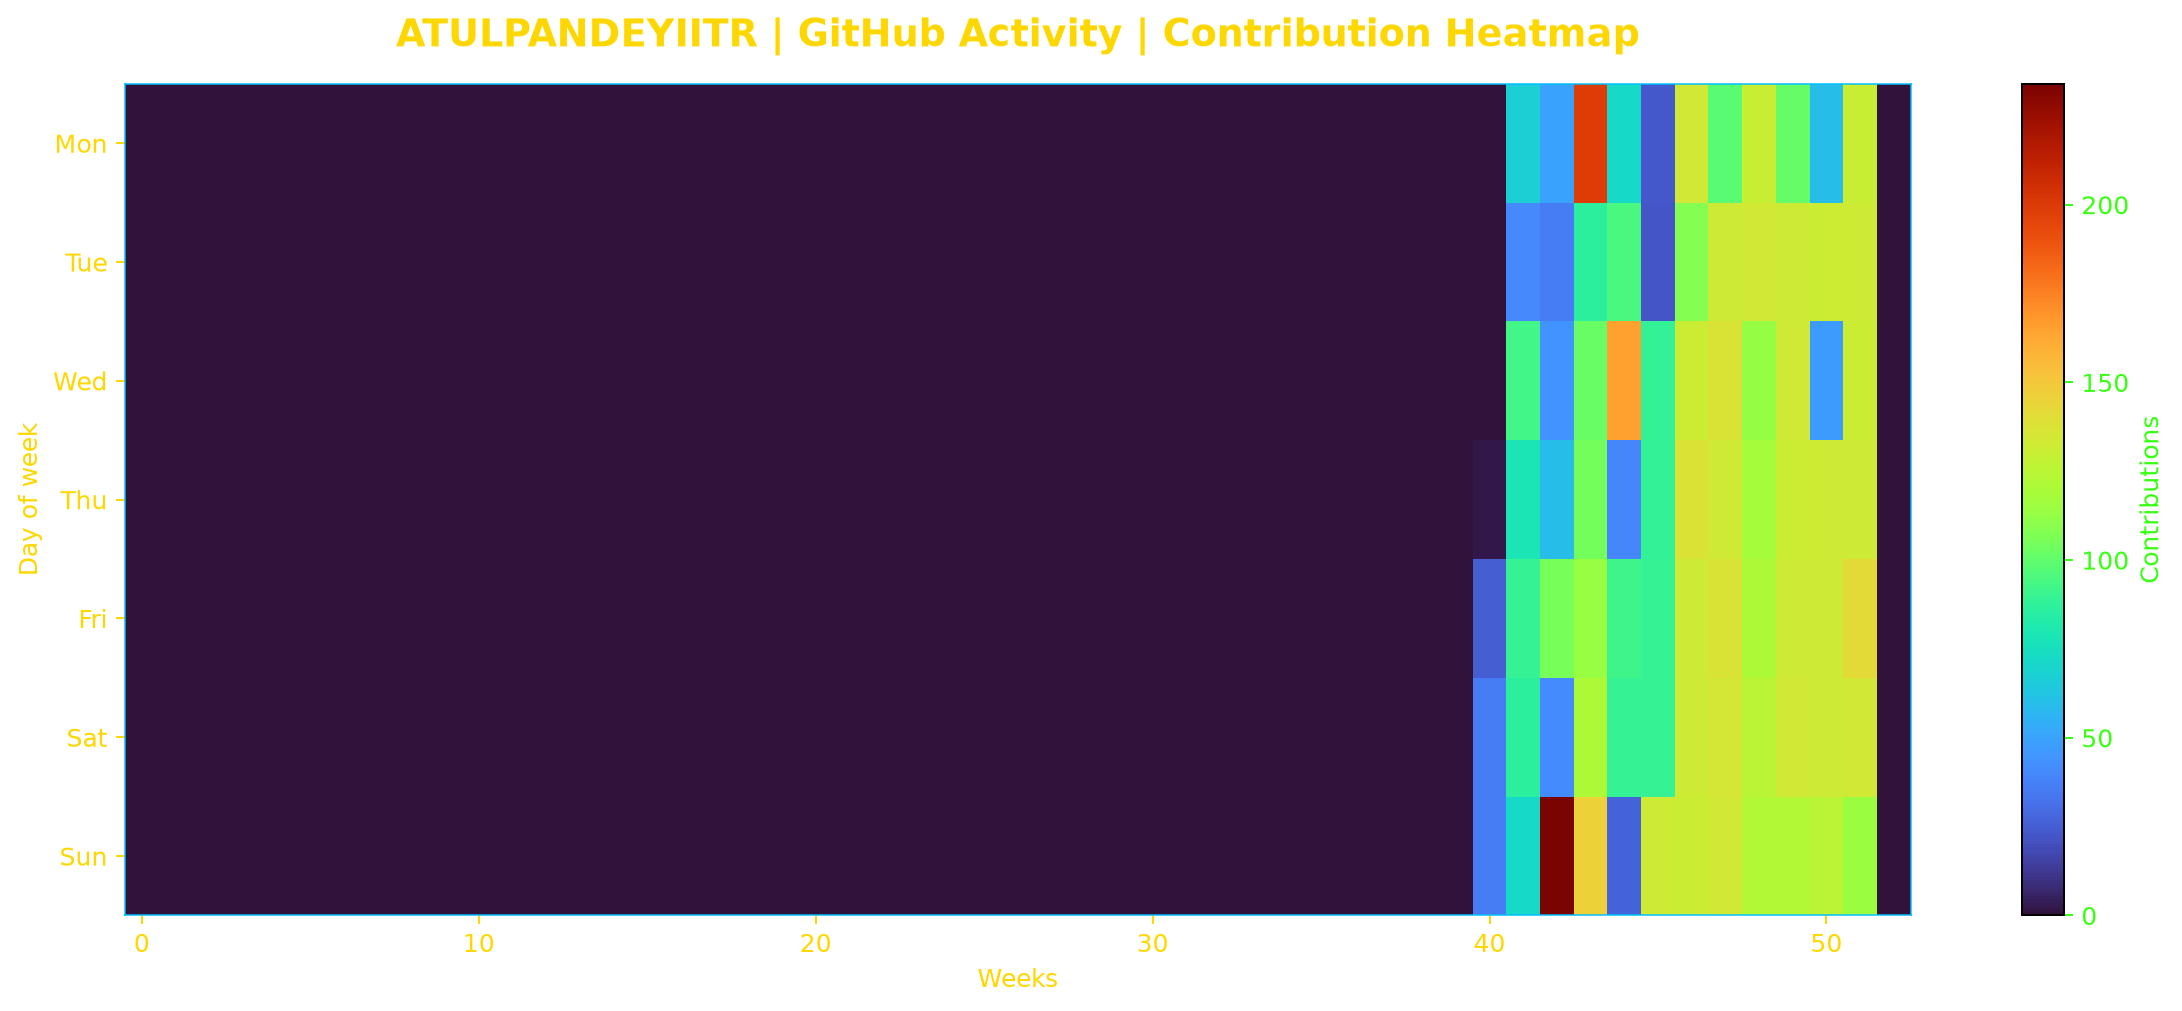 ATULPANDEYIITR | GitHub Activity | Contribution Heatmap
Day of week
Mon
Tue
Wed
Thu
Fri
Sat
Sun
0 10 20 30 40 50
Weeks
200
150
100
50
0
Contributions